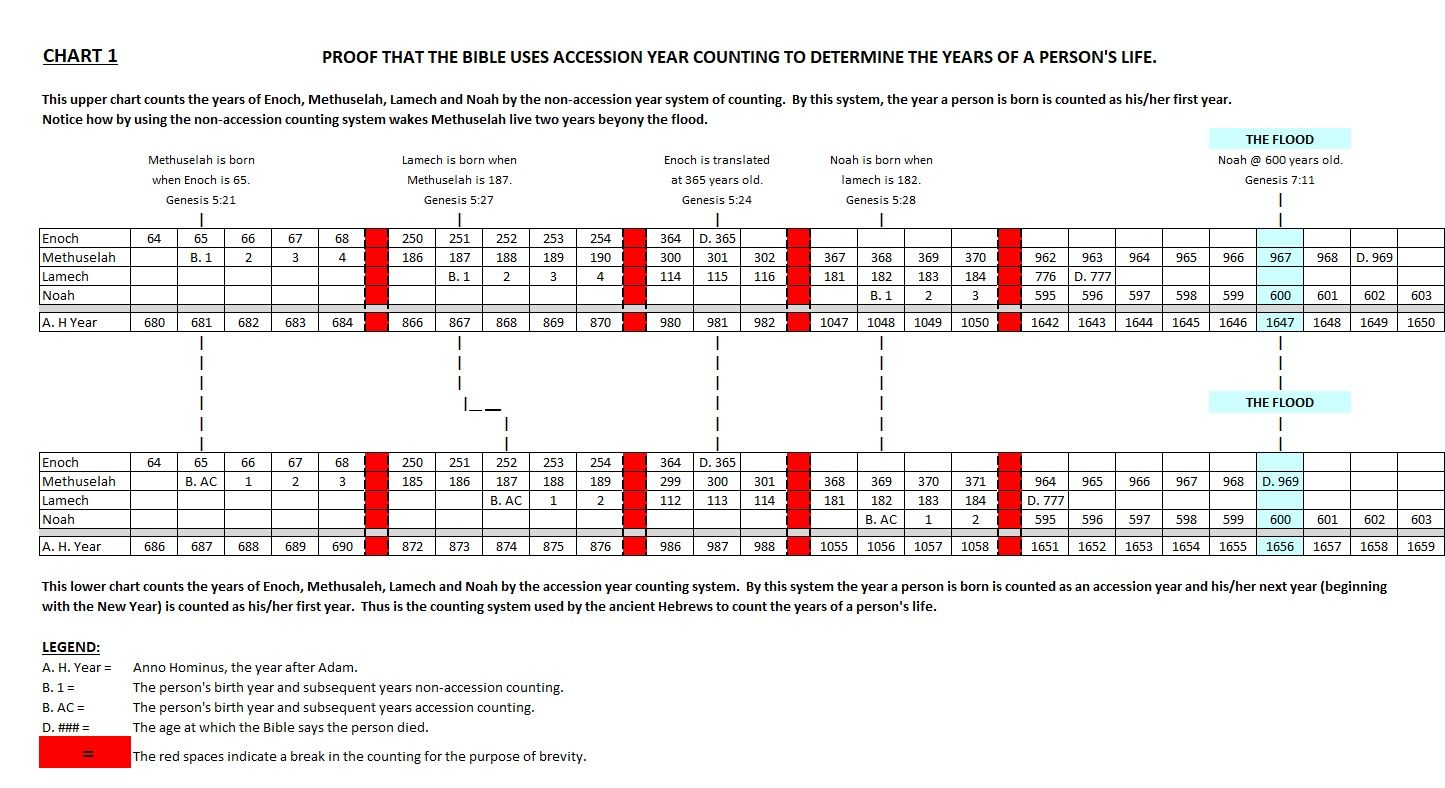 CHART 1 PROOF THAT THE BIBLE USES ACCESSION YEAR COUNTING TO DETERMINE THE YEARS OF A PERSON'S LIFE.
This upper chart counts the years of Enoch, Methuselah, Lamech and Noah by the non-accession year system of counting. By this system, the year a person is born is counted as his/her first year.
Notice how by using the non-accession counting system wakes Methuselah live two years beyony the flood.
THE FLOOD
Methuselah is born Lamech is born when Enoch is translated Noah is born when Noah @ 600 years old.
when Enoch is 65. Methuselah is 187. at 365 years old. lamech is 182. Genesis 7:11
Genesis 5:21 Genesis 5:27 Genesis 5:24 Genesis 5:28
Enoch 64 65 66 67 68 250 251 252 253 254 364 D. 365
Methuselah B. 1 2 3 4 186 187 188 189 190 300 301 302 367 368 369 370 962 963 964 965 966 967 968 D. 969
Lamech B. 1 2 3 4 114 115 116 181 182 183 184 776 D. 777
Noah B. 1 2 3 595 596 597 598 599 600 601 602 603
A. H Year 680 681 682 683 684 866 867 868 869 870 980 981 982 1047 1048 1049 1050 1642 1643 1644 1645 1646 1647 1648 1649 1650
THE FLOOD
Enoch 64 65 66 67 68 250 251 252 253 254 364 D. 365
Methuselah B. AC 1 2 3 185 186 187 188 189 299 300 301 368 369 370 371 964 965 966 967 968 D. 969
Lamech B. AC 1 2 112 113 114 181 182 183 184 D. 777
Noah B. AC 1 2 595 596 597 598 599 600 601 602 603
A. H. Year 686 687 688 689 690 872 873 874 875 876 986 987 988 1055 1056 1057 1058 1651 1652 1653 1654 1655 1656 1657 1658 1659
This lower chart counts the years of Enoch, Methusaleh, Lamech and Noah by the accession year counting system. By this system the year a person is born is counted as an accession year and his/her next year (beginning
with the New Year) is counted as his/her first year. Thus is the counting system used by the ancient Hebrews to count the years of a person's life.
LEGEND:
A. H. Year = Anno Hominus, the year after Adam.
B. 1 = The person's birth year and subsequent years non-accession counting.
B. AC = The person's birth year and subsequent years accession counting.
D. ### = The age at which the Bible says the person died.
= The red spaces indicate a break in the counting for the purpose of brevity.